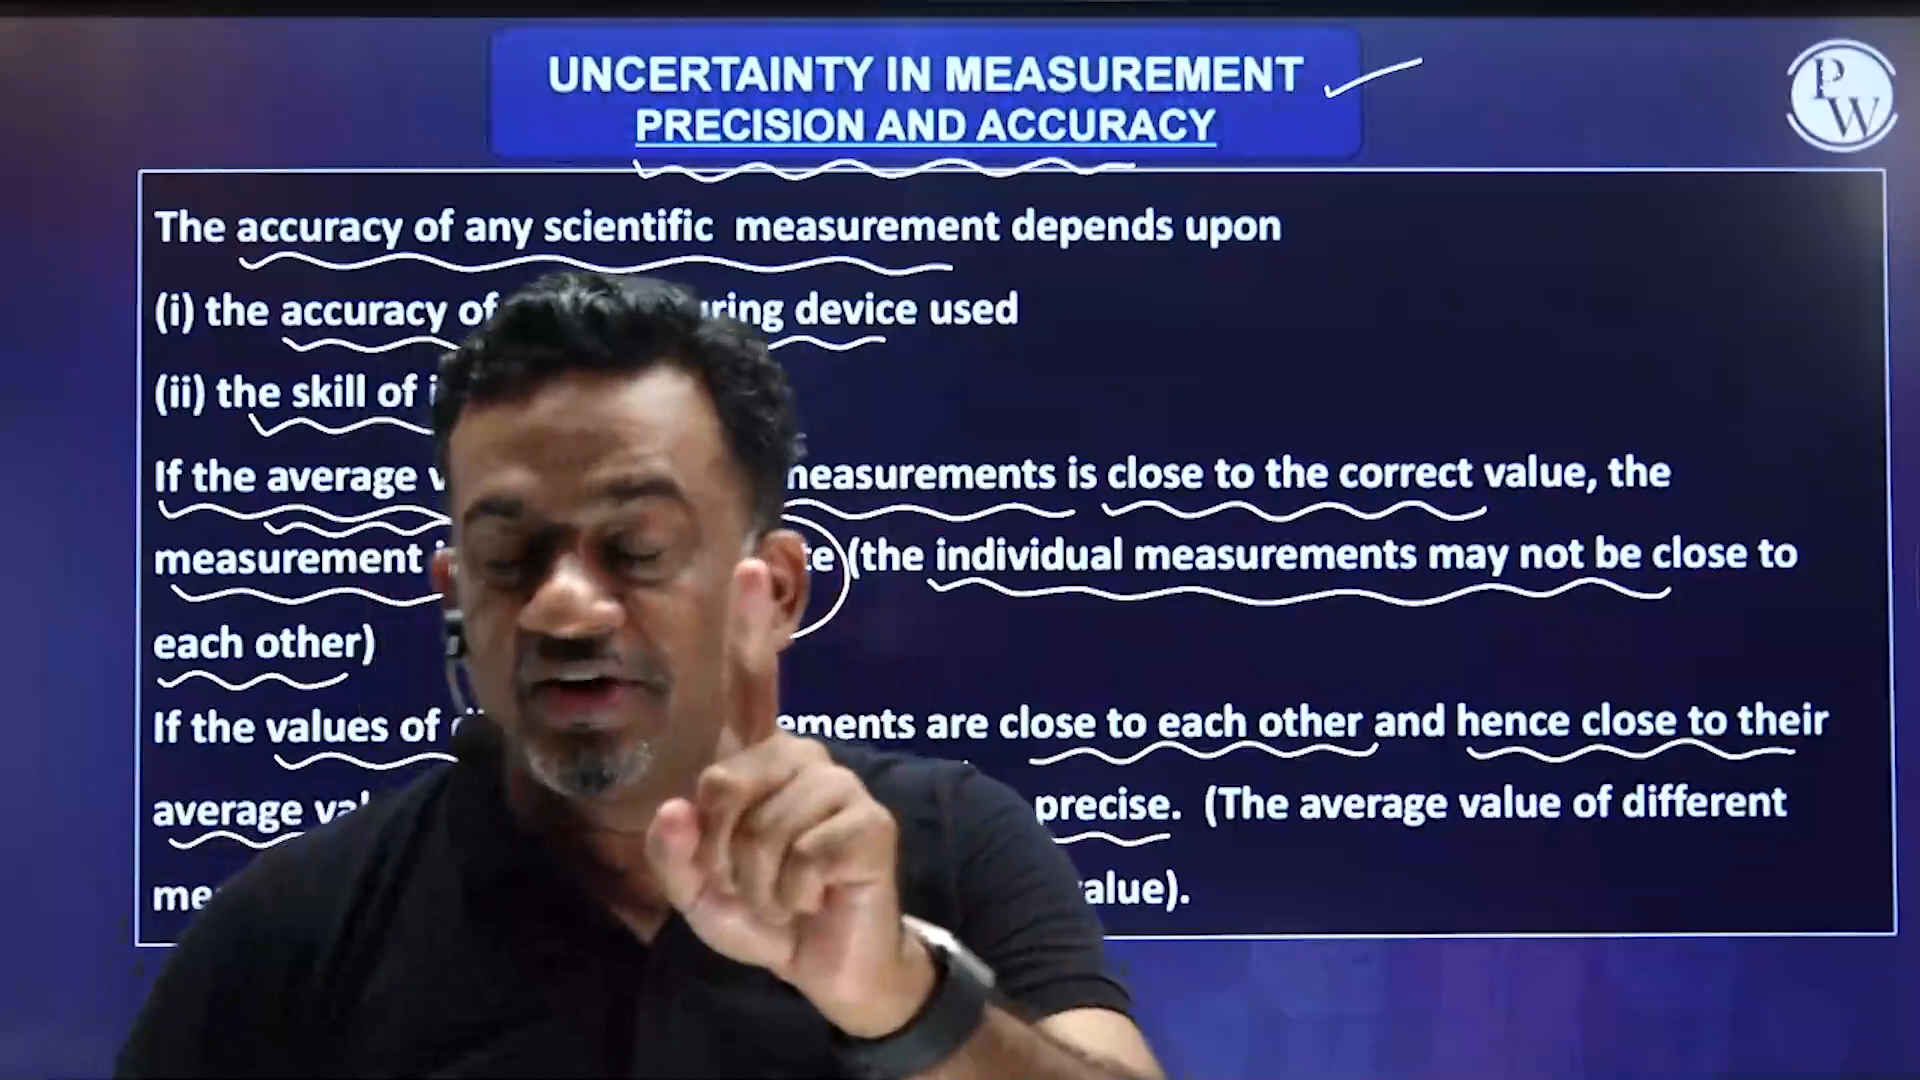 UNCERTAINTY IN MEASUREMENT
PRECISION AND ACCURACY
PW
The accuracy of any scientific measurement depends upon
(i) the accuracy of device used
(ii) the skill of
If the average measurements is close to the correct value, the
measurement (the individual measurements may not be close to
each other)
If the values of are close to each other and hence close to their
average precise. (The average value of different